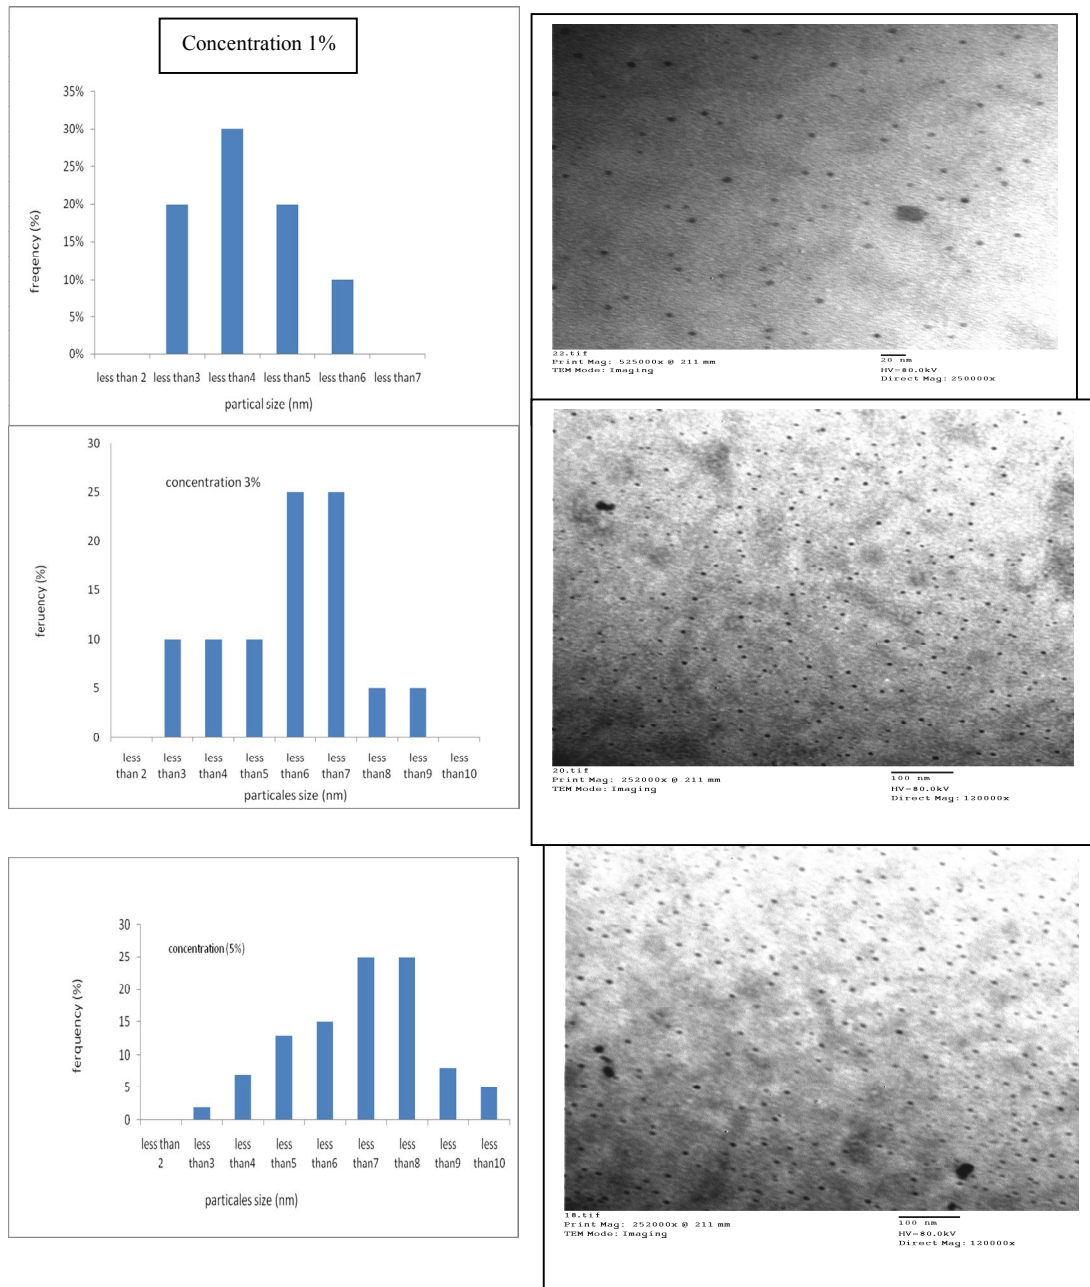 Concentration 1%
35%
30%
25%
20%
15%
10%
5%
0%
freqency (%)
less than 2 less than3 less than4 less than5 less than6 less than7
partical size (nm)
22.tif
Print Mag: 525000x @ 211 mm
TEM Mode: Imaging
20 nm
HV=80.0kV
Direct Mag: 250000x
concentration 3%
30
25
20
15
10
5
0
feruency (%)
less less less less less less less less less
than 2 than3 than4 than5 than6 than7 than8 than9 than10
particales size (nm)
20.tif
Print Mag: 252000x @ 211 mm
TEM Mode: Imaging
100 nm
HV=80.0kV
Direct Mag: 120000x
concentration (5%)
30
25
20
15
10
5
0
ferquency (%)
less than less less less less less less less less
2 than3 than4 than5 than6 than7 than8 than9 than10
particales size (nm)
18.tif
Print Mag: 252000x @ 211 mm
TEM Mode: Imaging
100 nm
HV=80.0kV
Direct Mag: 120000x